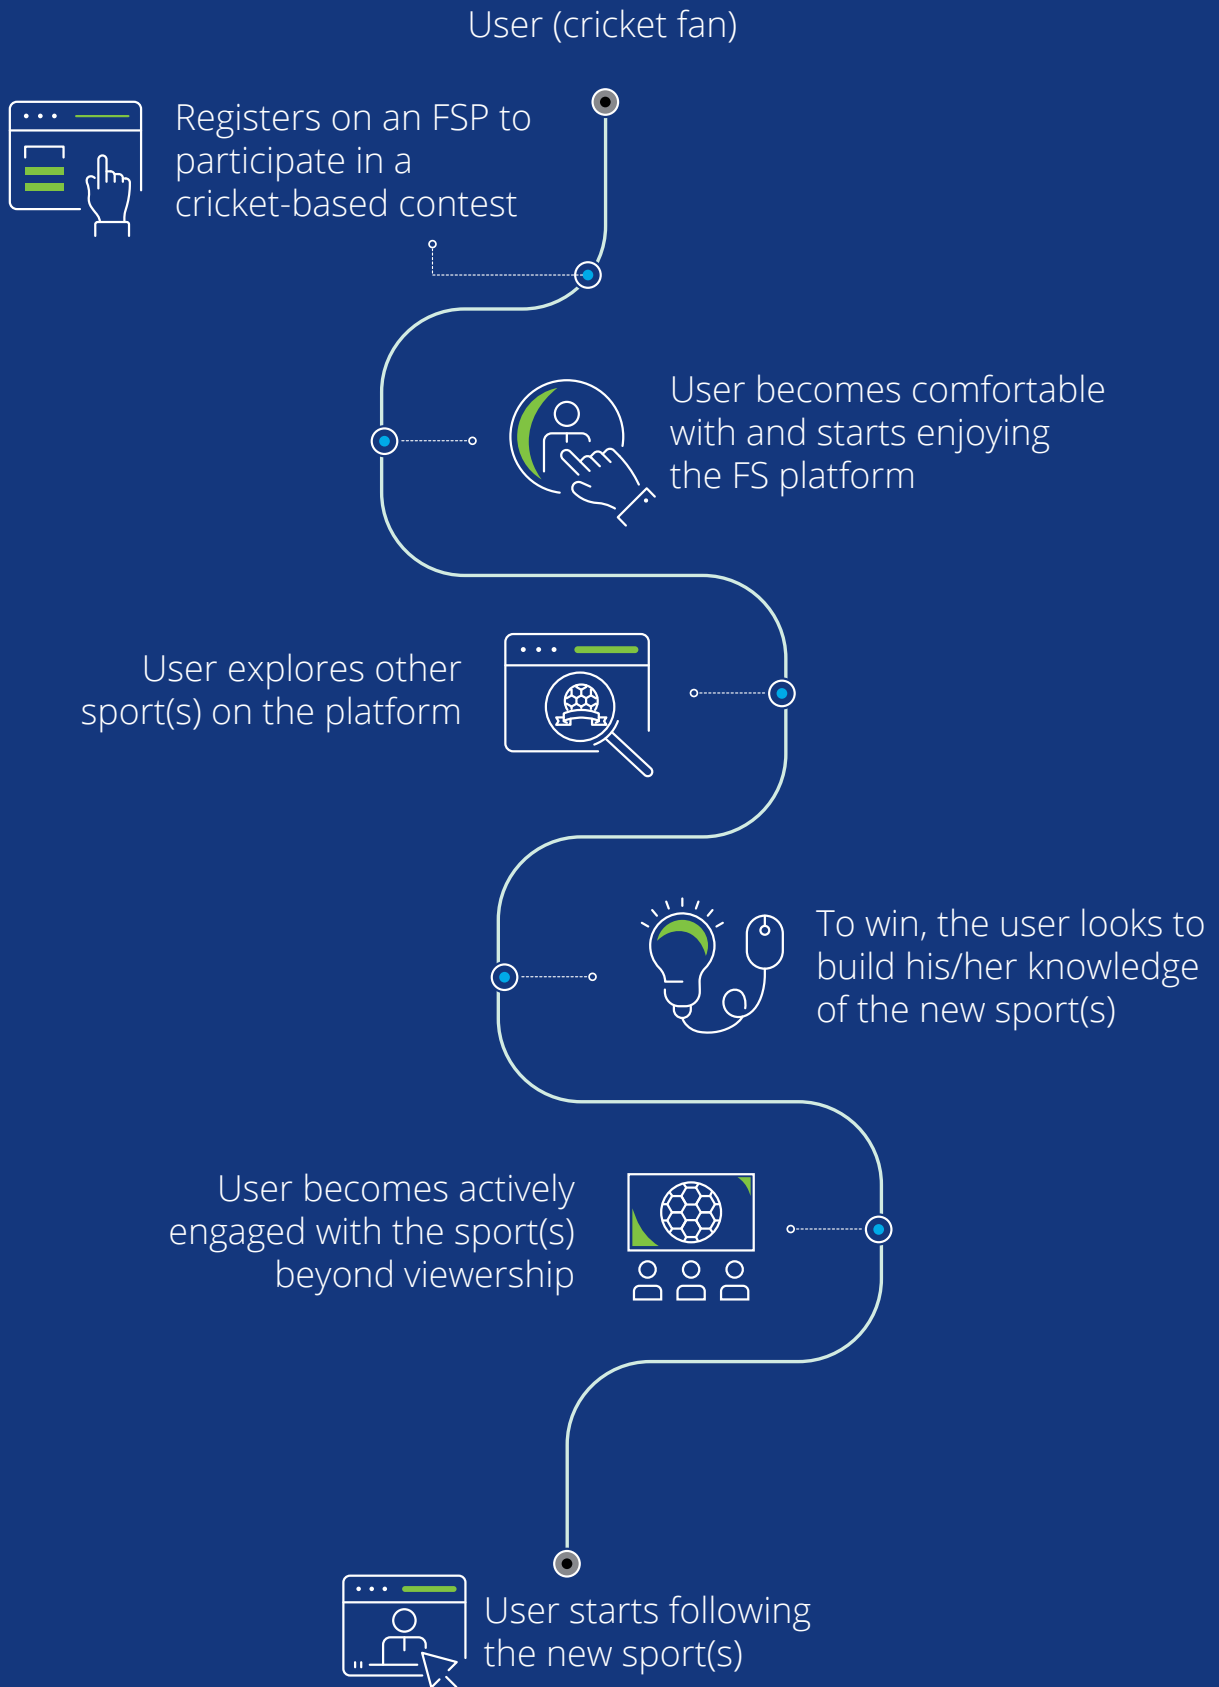 User (cricket fan)
Registers on an FSP to
participate in a
cricket-based contest
User becomes comfortable
with and starts enjoying
the FS platform
User explores other
sport(s) on the platform
To win, the user looks to
build his/her knowledge
of the new sport(s)
User becomes actively
engaged with the sport(s)
beyond viewership
User starts following
the new sport(s)